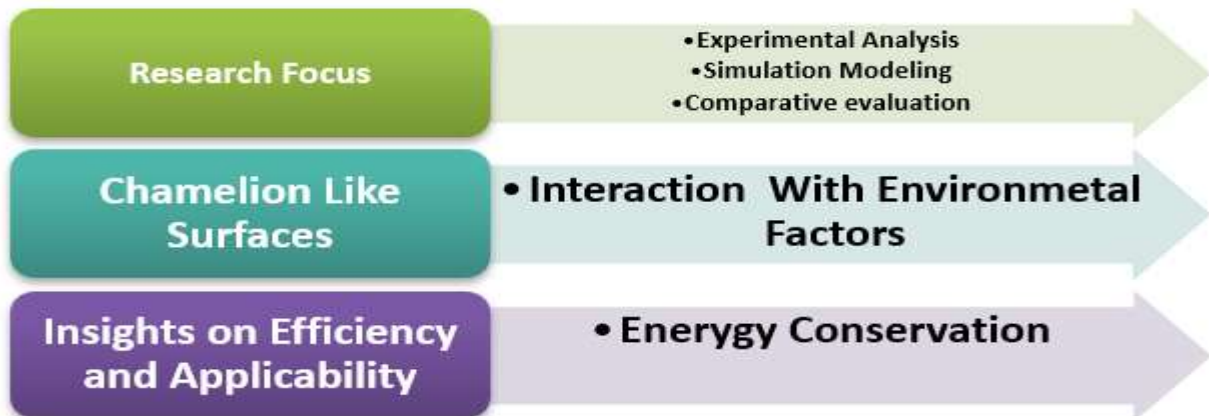 Research Focus
•Experimental Analysis
•Simulation Modeling
•Comparative evaluation
Chamelion Like
Surfaces
• Interaction With Environmetal
Factors
Insights on Efficiency
and Applicability
• Enerygy Conservation